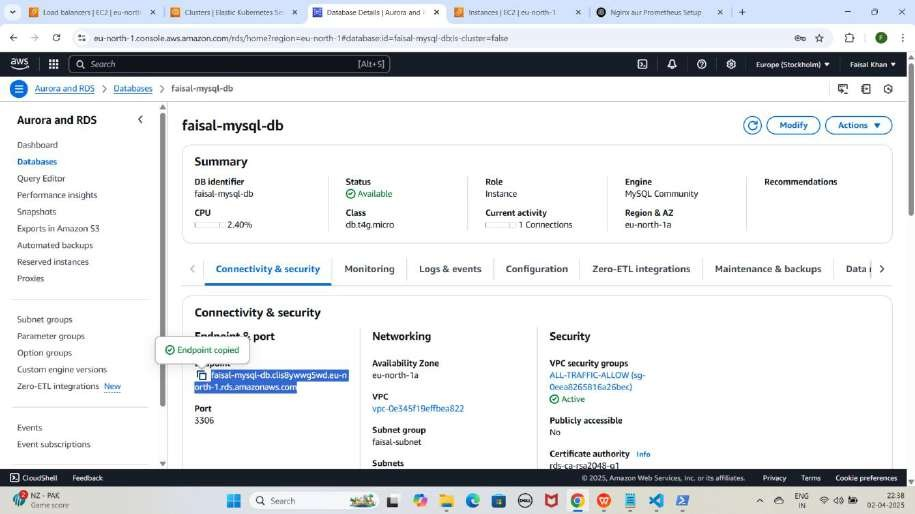 Load balancers | EC2 | eu-north-
Clusters | Elastic Kubernetes Se
Database Details | Aurora and R
Instances | EC2 | eu-north-1
Nginx aur Prometheus Setup
eu-north-1.console.aws.amazon.com/rds/home?region=eu-north-1#database:id=faisal-mysql-db;is-cluster=false
F
aws
Search
[Alt+S]
Europe (Stockholm)
Faisal Khan
Aurora and RDS > Databases > faisal-mysql-db
Aurora and RDS
Dashboard
Databases
Query Editor
Performance insights
Snapshots
Exports in Amazon S3
Automated backups
Reserved instances
Proxies
Subnet groups
Parameter groups
Option groups
Custom engine versions
Zero-ETL integrations New
Events
Event subscriptions
faisal-mysql-db
Modify
Actions
Summary
DB identifier
faisal-mysql-db
Status
Available
Role
Instance
Engine
MySQL Community
Recommendations
CPU
2.40%
Class
db.t4g.micro
Current activity
1 Connections
Region & AZ
eu-north-1a
Connectivity & security
Monitoring
Logs & events
Configuration
Zero-ETL integrations
Maintenance & backups
Data
Connectivity & security
Endpoint & port
Endpoint copied
Endpoint
faisal-mysql-db.clis8ywwg5wd.eu-n
orth-1.rds.amazonaws.com
Port
3306
Networking
Availability Zone
eu-north-1a
VPC
vpc-0e345f19effbea822
Subnet group
faisal-subnet
Subnets
Security
VPC security groups
ALL-TRAFFIC-ALLOW (sg-
0eea8265816a26bec)
Active
Publicly accessible
No
Certificate authority Info
rds-ca-rsa2048-g1
CloudShell
Feedback
© 2025, Amazon Web Services, Inc. or its affiliates.
Privacy
Terms
Cookie preferences
2
NZ - PAK
Game score
Search
DELL
ENG
IN
22:38
02-04-2025